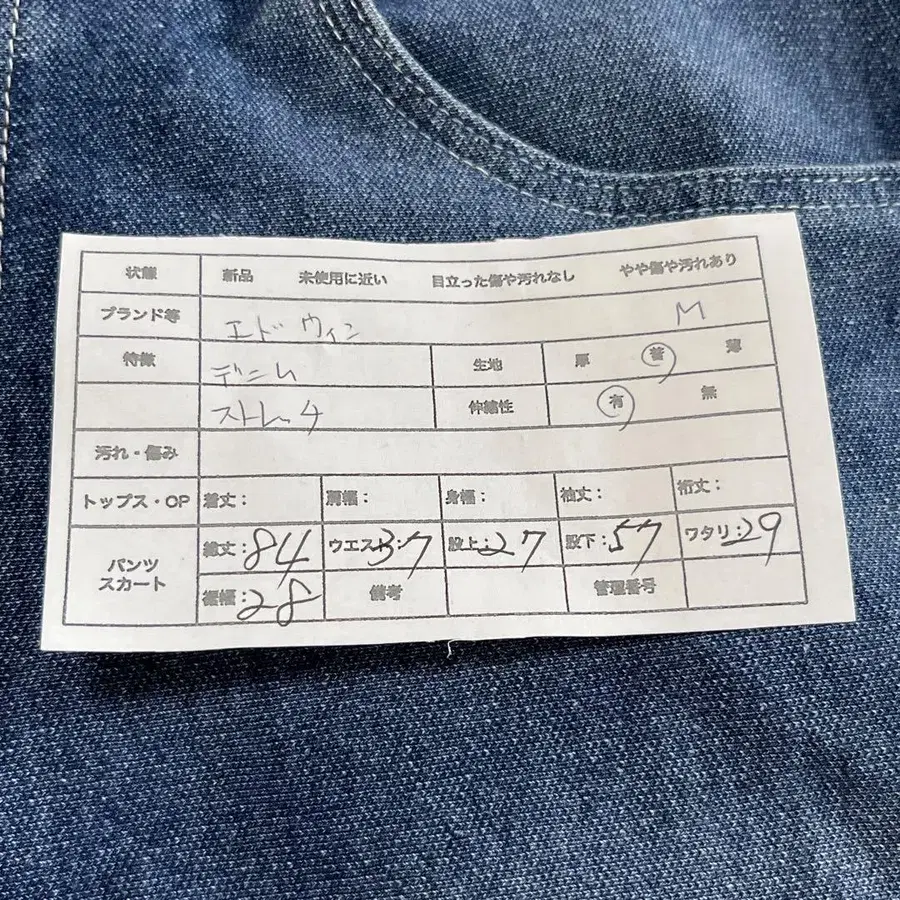 状態 新品 未使用に近い 目立った傷や汚れなし やや傷や汚れあり
ブランド等 エドウィン M
特徴 デニム 生地 厚 普 薄
ストレッチ 伸縮性 有 無
汚れ・傷み
トップス・OP 着丈: 肩幅: 身幅: 袖丈: 裄丈:
パンツ スカート 総丈:84 ウエスト:37 股上:27 股下:57 ワタリ:29
裾幅:28 備考 管理番号